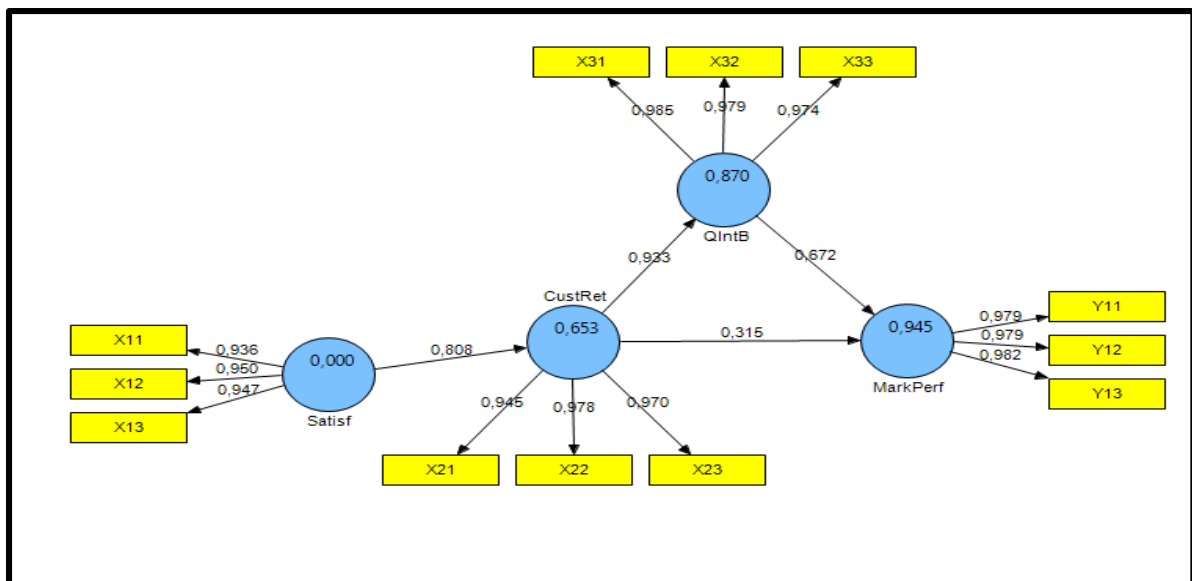 X31 X32 X33
0,985 0,979 0,974
0,870
QIntB
0,933 0,672
CustRet
0,653
0,315
0,945
MarkPerf
0,979 Y11
0,979 Y12
0,982 Y13
X11 0,936
X12 0,950
X13 0,947
0,000
Satisf
0,808
0,945 0,978 0,970
X21 X22 X23